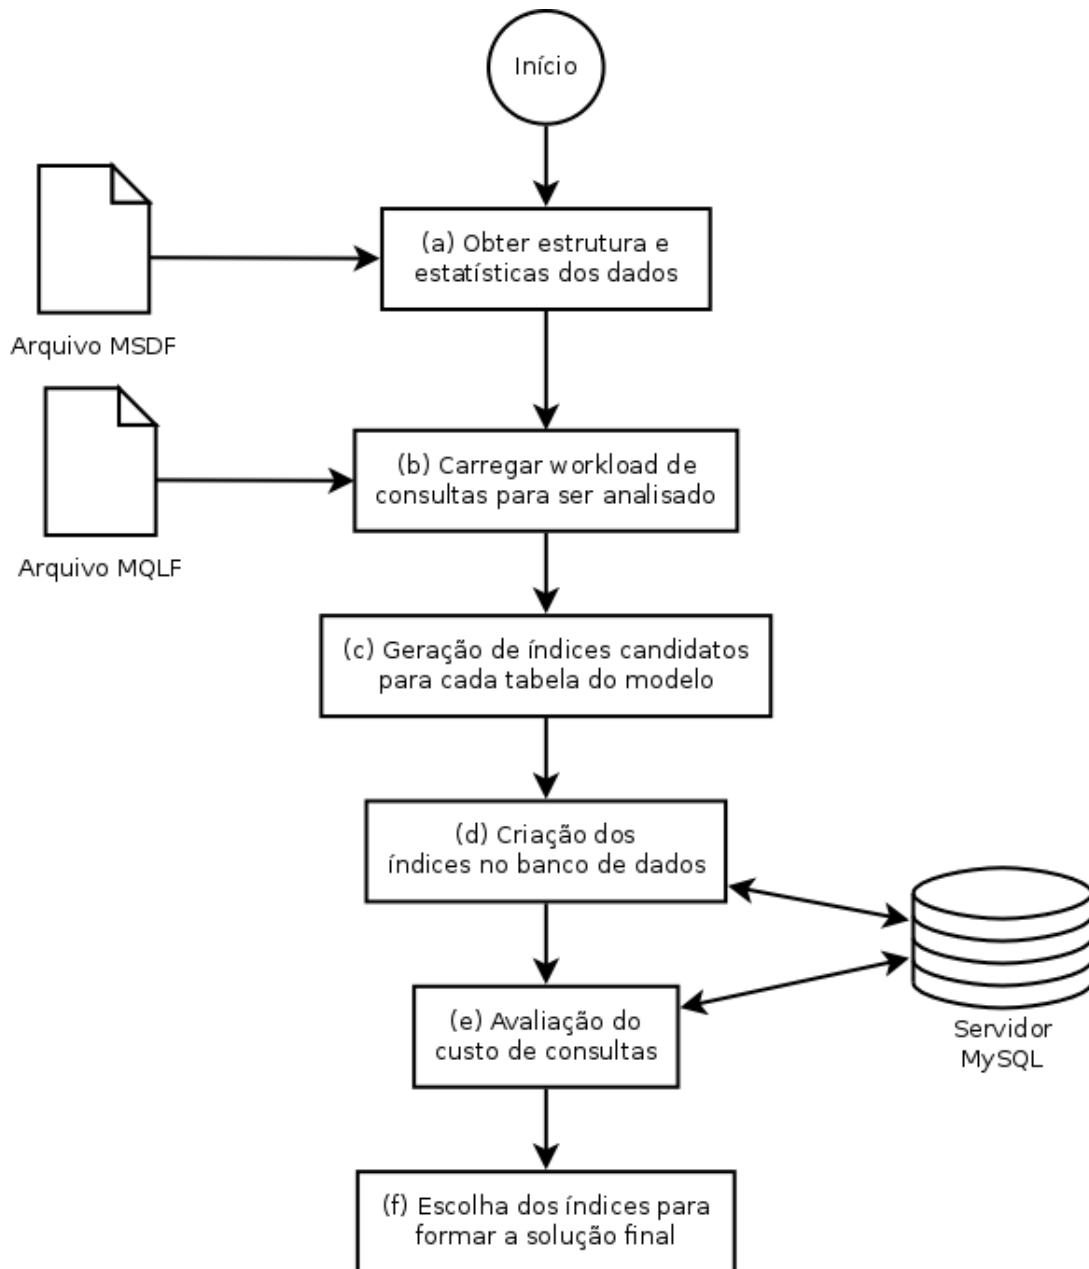 Início
(a) Obter estrutura e
estatísticas dos dados
Arquivo MSDF
(b) Carregar workload de
consultas para ser analisado
Arquivo MQLF
(c) Geração de índices candidatos
para cada tabela do modelo
(d) Criação dos
índices no banco de dados
(e) Avaliação do
custo de consultas
Servidor
MySQL
(f) Escolha dos índices para
formar a solução final